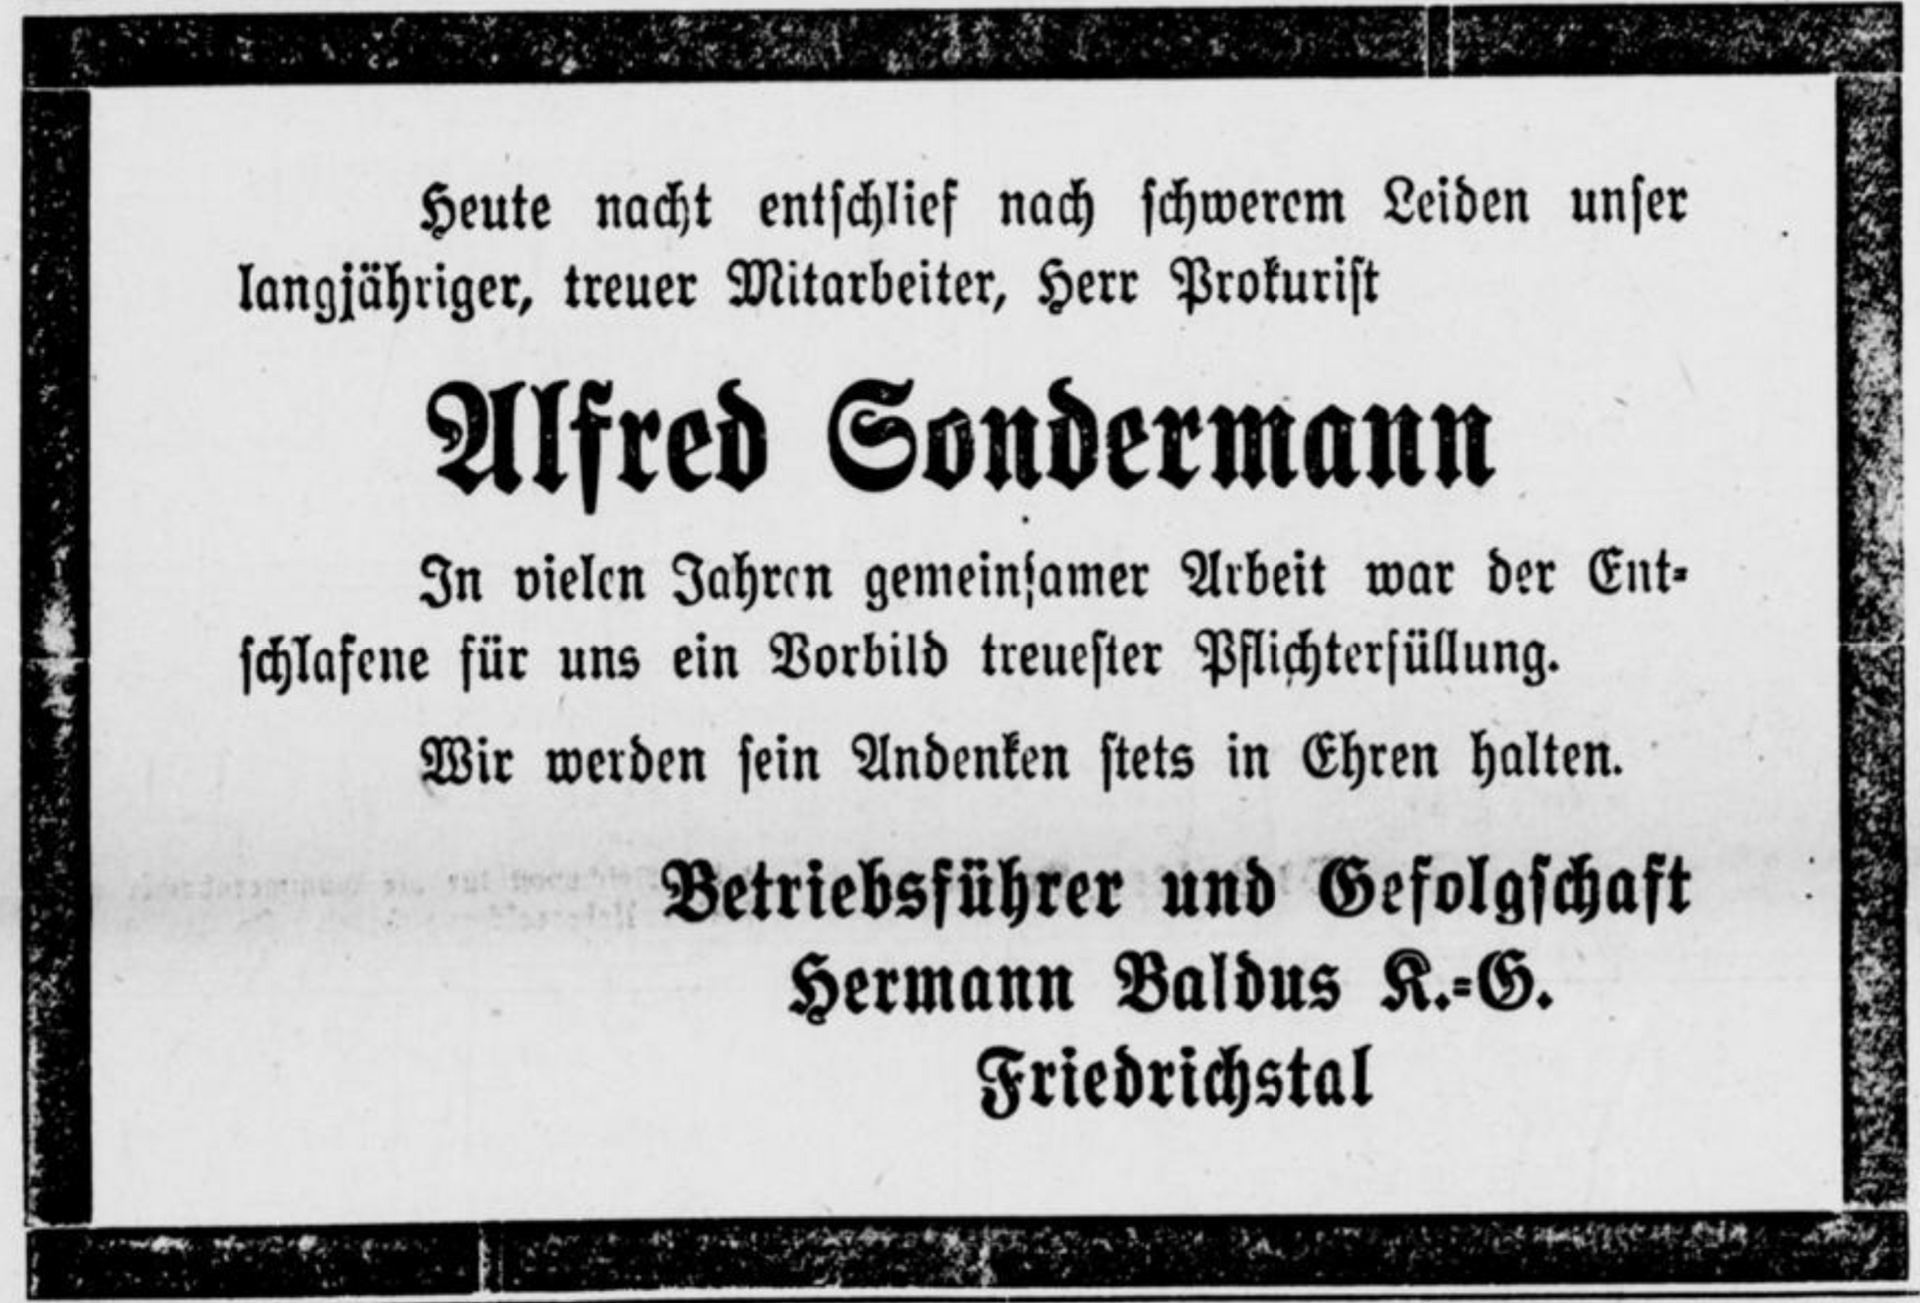 Heute nacht entschlief nach schwerem Leiden unser
langjähriger, treuer Mitarbeiter, Herr Prokurist
Alfred Sondermann
In vielen Jahren gemeinsamer Arbeit war der Ent-
schlafene für uns ein Vorbild treuester Pflichterfüllung.
Wir werden sein Andenken stets in Ehren halten.
Betriebsführer und Gefolgschaft
Hermann Baldus K.-G.
Friedrichstal